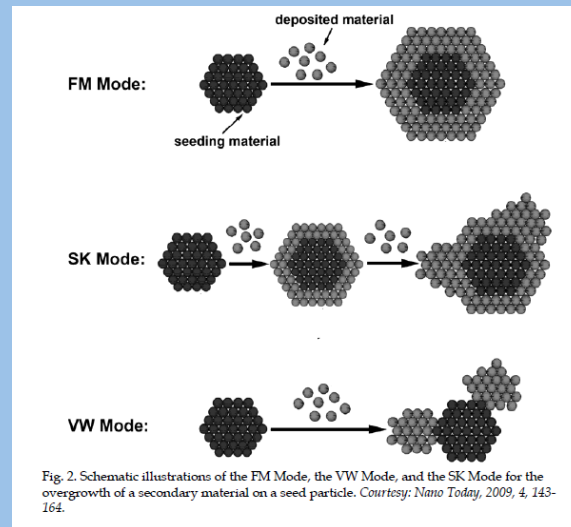 deposited material
FM Mode:
seeding material
SK Mode:
VW Mode:
Fig. 2. Schematic illustrations of the FM Mode, the VW Mode, and the SK Mode for the
overgrowth of a secondary material on a seed particle. Courtesy: Nano Today, 2009, 4, 143-
164.